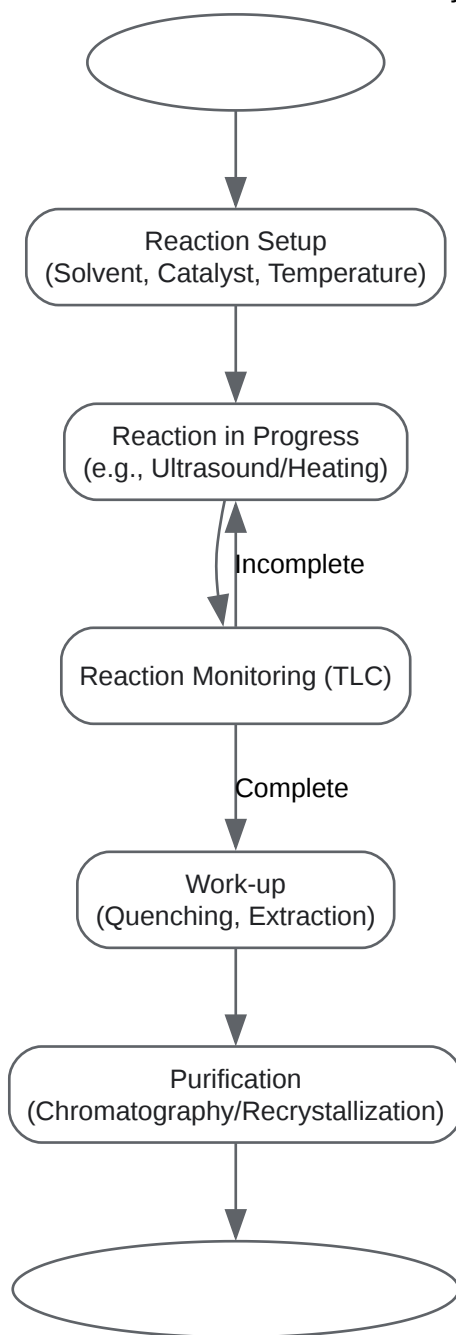 Reaction Setup
(Solvent, Catalyst, Temperature)
Reaction in Progress
(e.g., Ultrasound/Heating)
Incomplete
Reaction Monitoring (TLC)
Complete
Work-up
(Quenching, Extraction)
Purification
(Chromatography/Recrystallization)